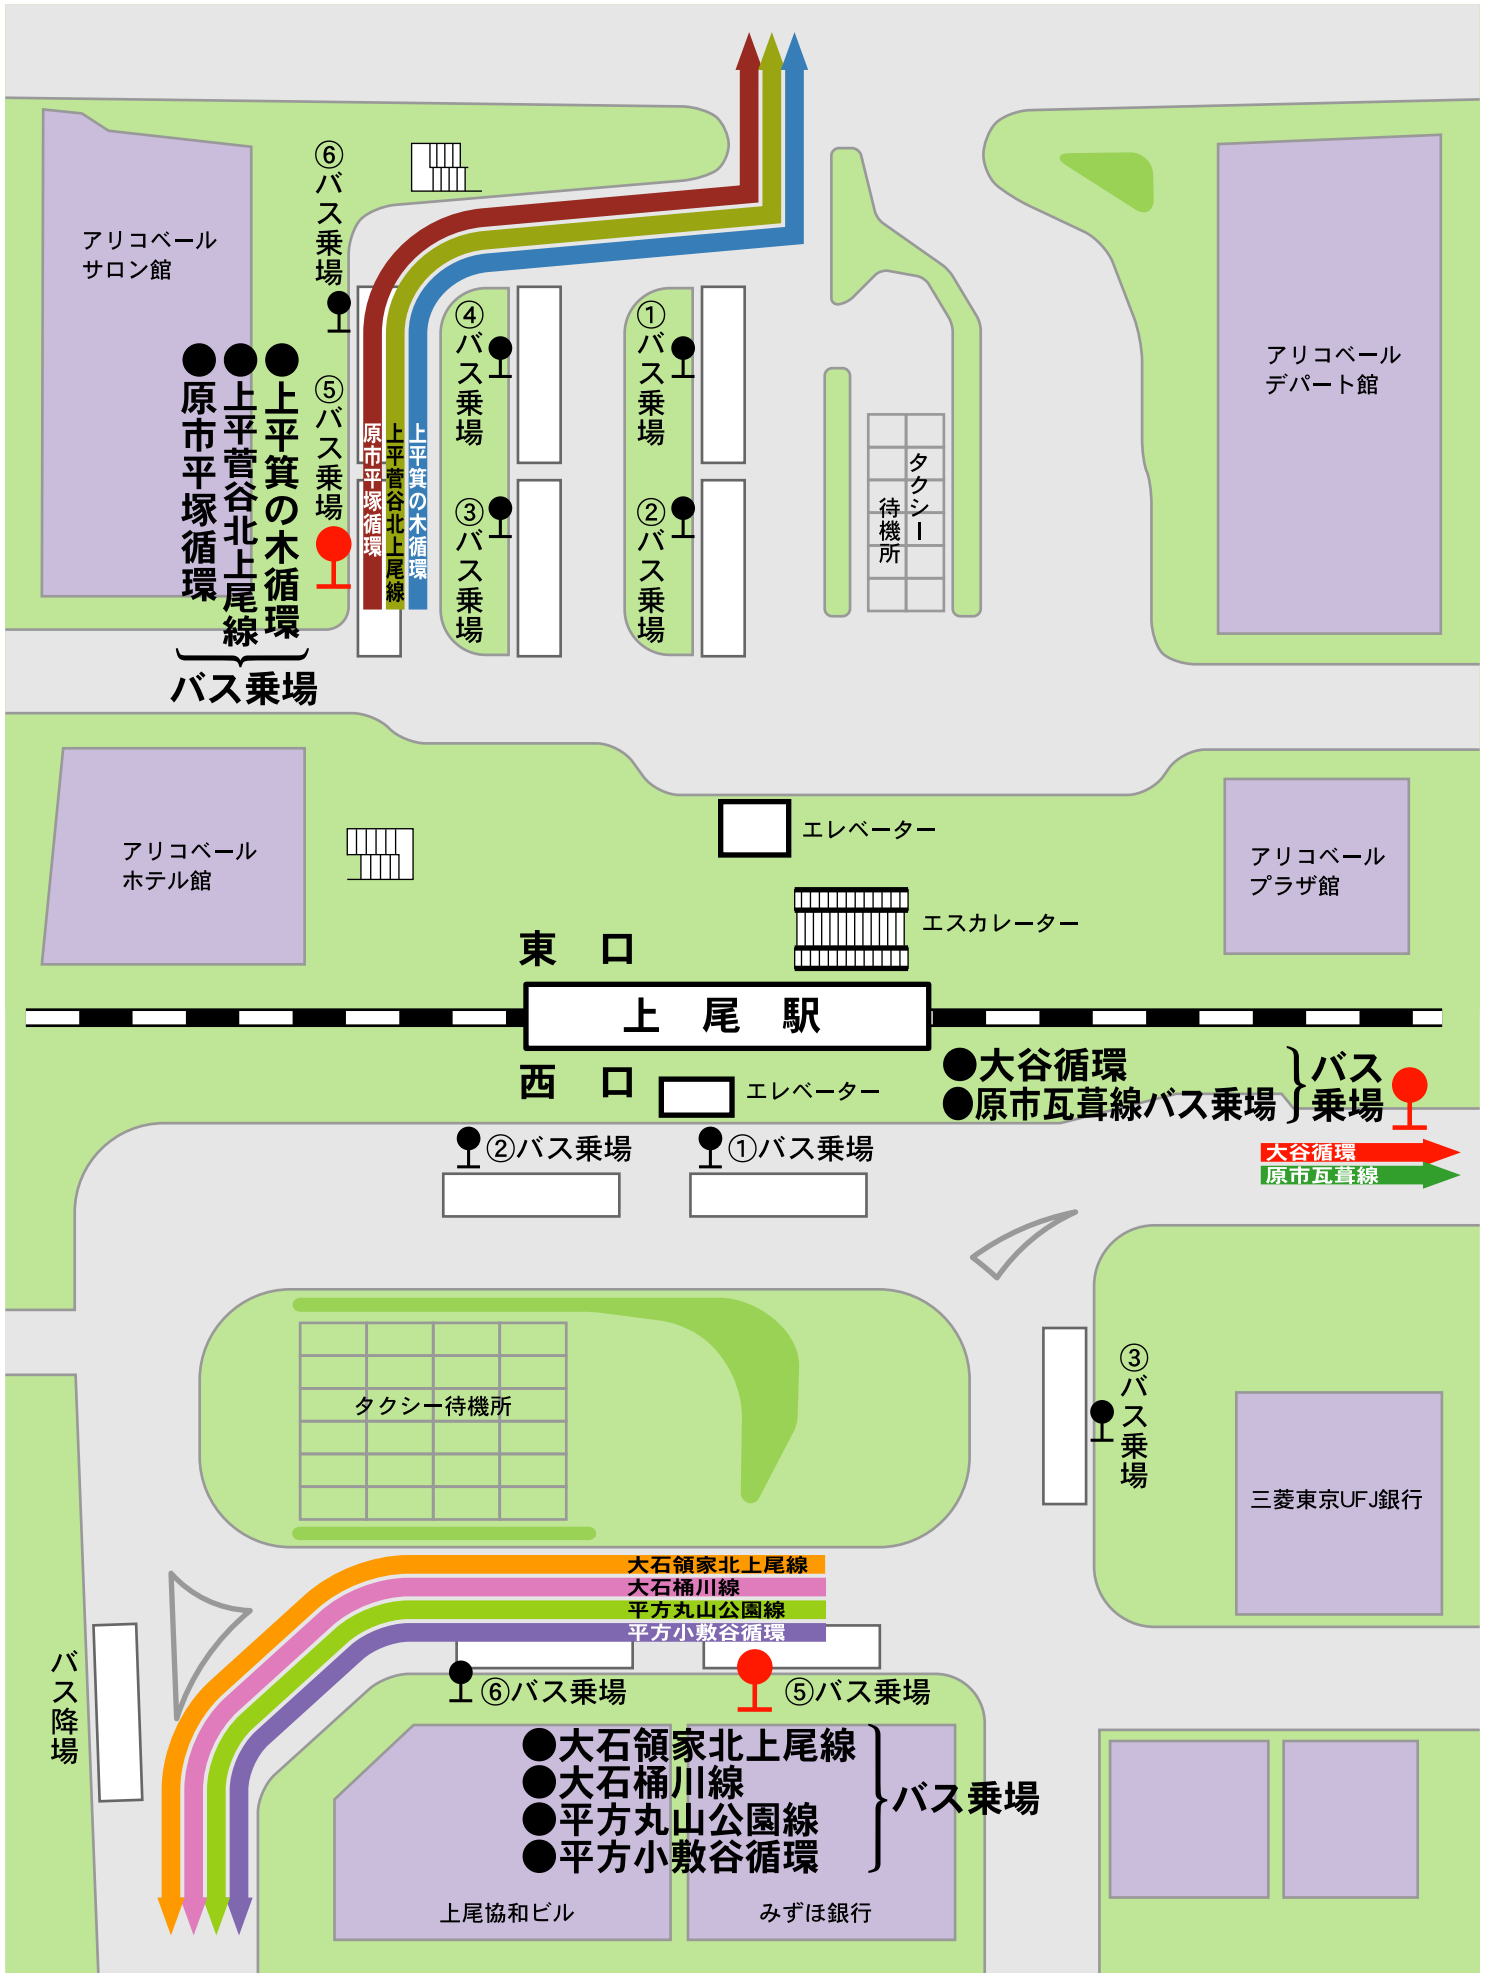 ⑥バス乗場
アリコベール
サロン館
④バス乗場
①バス乗場
アリコベール
デパート館
●上平箕の木循環
●上平菅谷北上尾線
●原市平塚循環
バス乗場
⑤バス乗場
原市平塚循環
上平菅谷北上尾線
上平箕の木循環
③バス乗場
②バス乗場
タクシー
待機所
アリコベール
ホテル館
エレベーター
アリコベール
プラザ館
エスカレーター
東 口
上 尾 駅
西 口
エレベーター
●大谷循環
●原市瓦葺線バス乗場
バス
乗場
②バス乗場
①バス乗場
大谷循環
原市瓦葺線
③バス乗場
タクシー待機所
三菱東京UFJ銀行
大石領家北上尾線
大石桶川線
平方丸山公園線
平方小敷谷循環
バス降場
⑥バス乗場
⑤バス乗場
●大石領家北上尾線
●大石桶川線
●平方丸山公園線
●平方小敷谷循環
バス乗場
上尾協和ビル
みずほ銀行